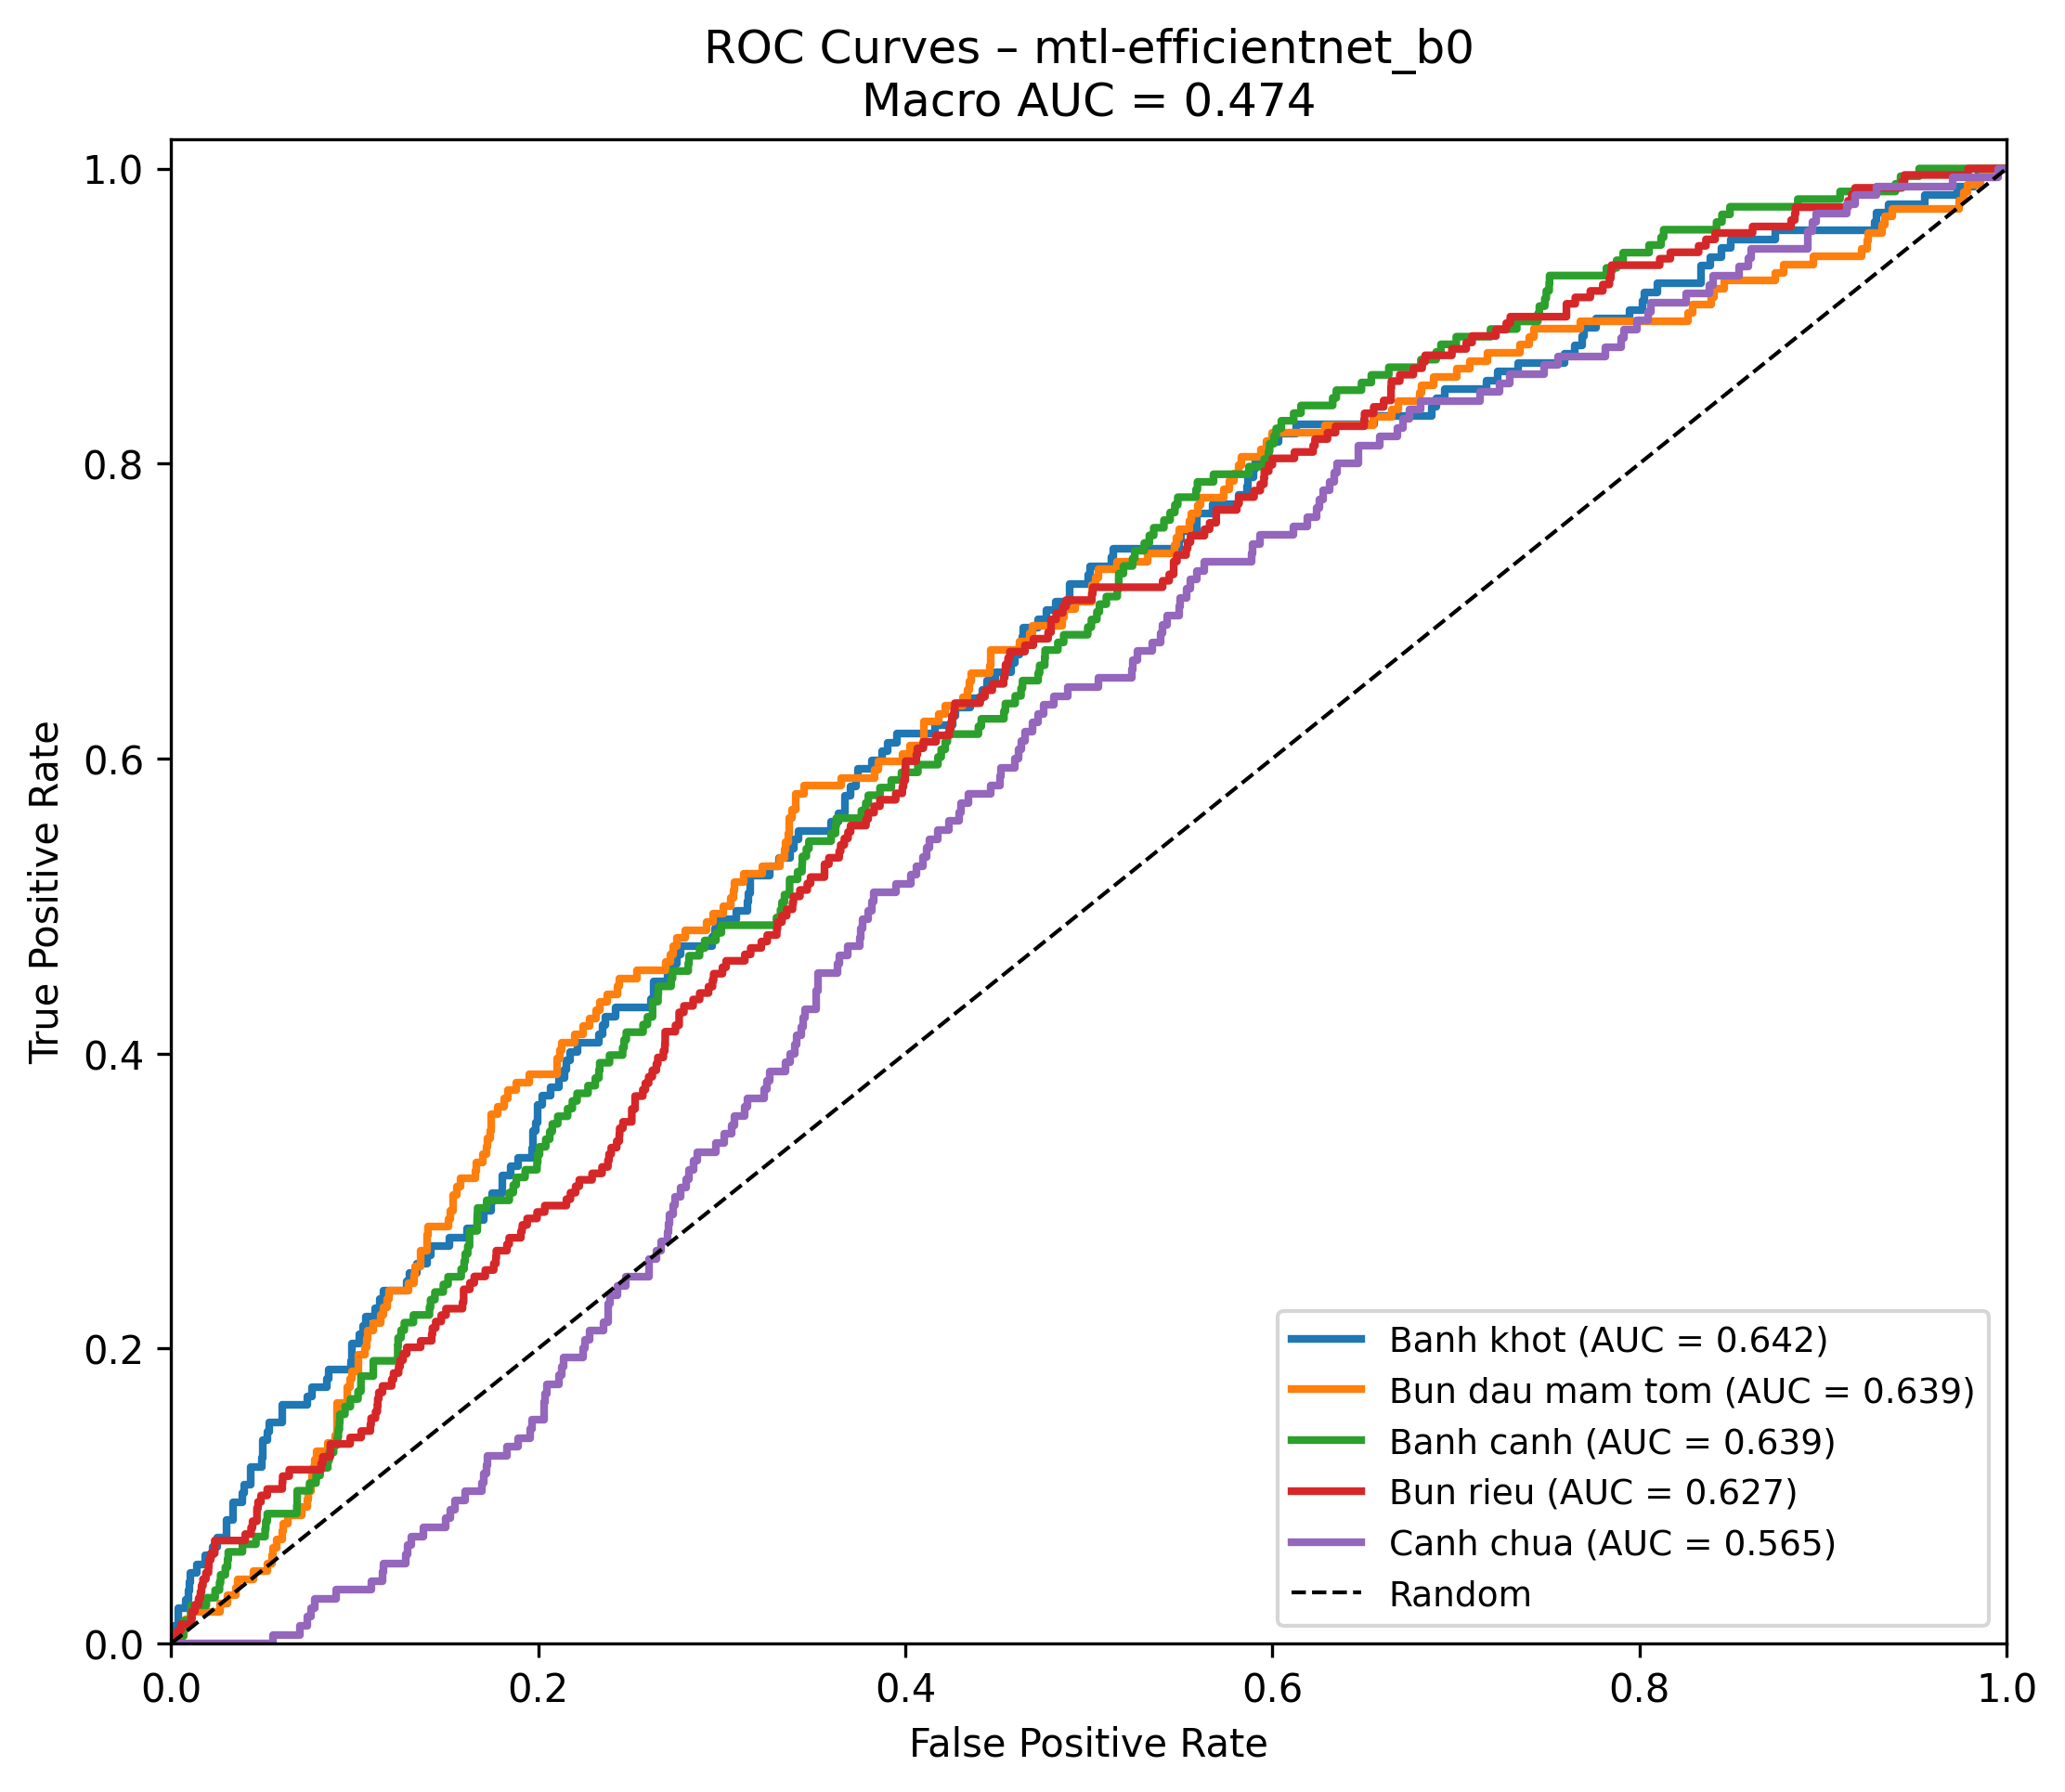 ROC Curves – mtl-efficientnet_b0
Macro AUC = 0.474
True Positive Rate
1.0
0.8
0.6
0.4
0.2
0.0
0.0 0.2 0.4 0.6 0.8 1.0
False Positive Rate
Banh khot (AUC = 0.642)
Bun dau mam tom (AUC = 0.639)
Banh canh (AUC = 0.639)
Bun rieu (AUC = 0.627)
Canh chua (AUC = 0.565)
Random